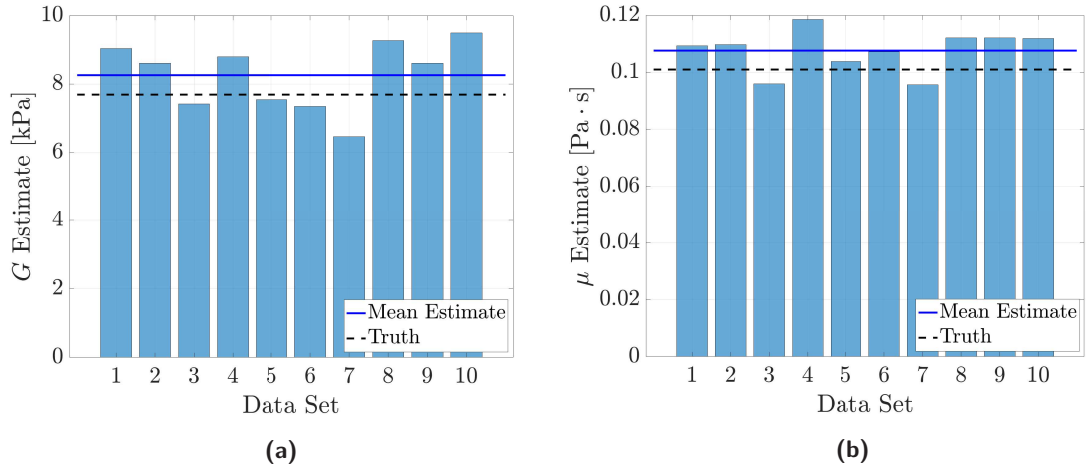 10
8
6
4
2
0
G Estimate [kPa]
1 2 3 4 5 6 7 8 9 10
Data Set
Mean Estimate
Truth
(a)
0.12
0.1
0.08
0.06
0.04
0.02
0
μ Estimate [Pa · s]
1 2 3 4 5 6 7 8 9 10
Data Set
Mean Estimate
Truth
(b)